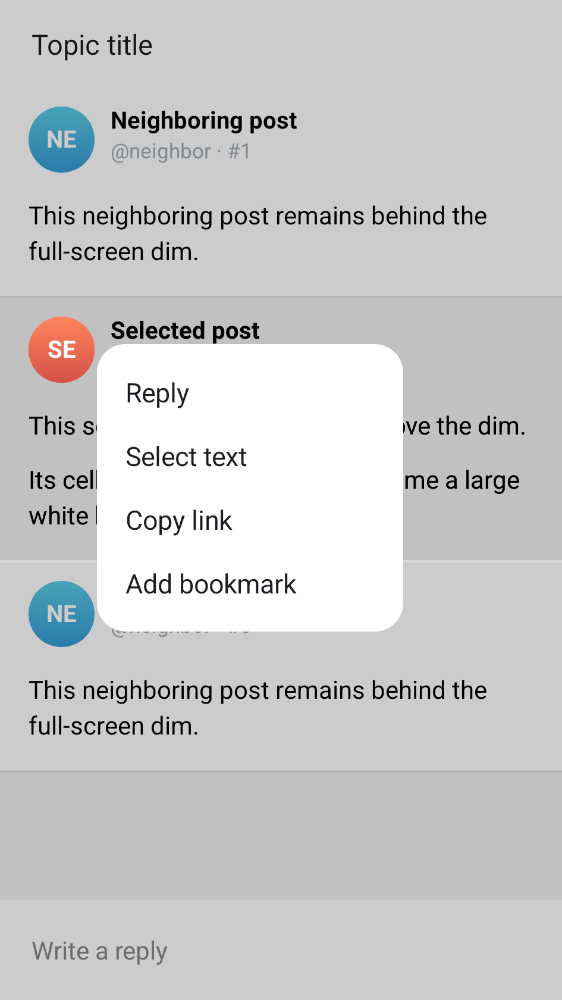 Topic title
NE
Neighboring post
@neighbor · #1
This neighboring post remains behind the
full-screen dim.
SE
Selected post
This
ve the dim.
Its
me a large
white
Reply
Select text
Copy link
Add bookmark
NE
This neighboring post remains behind the
full-screen dim.
Write a reply